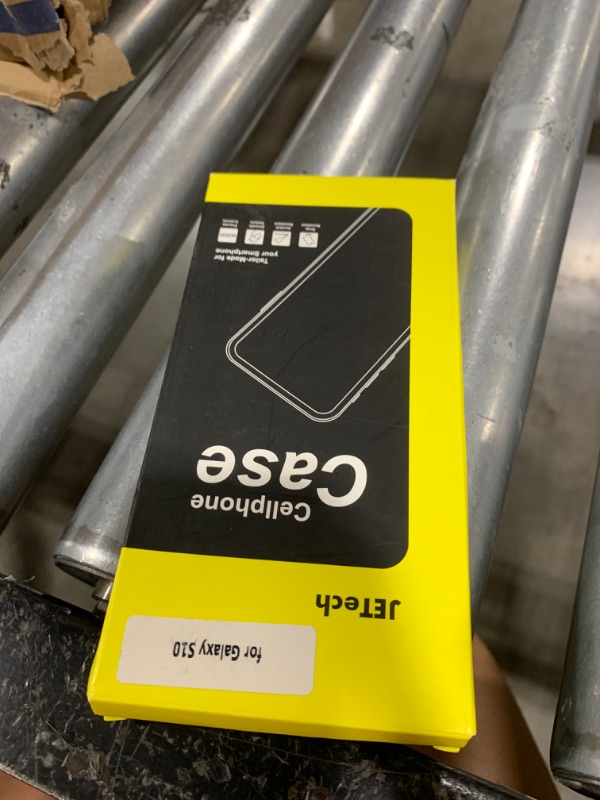 for Galaxy S10
JETech
Cellphone
Case
Tailor-Made for
your Smartphone